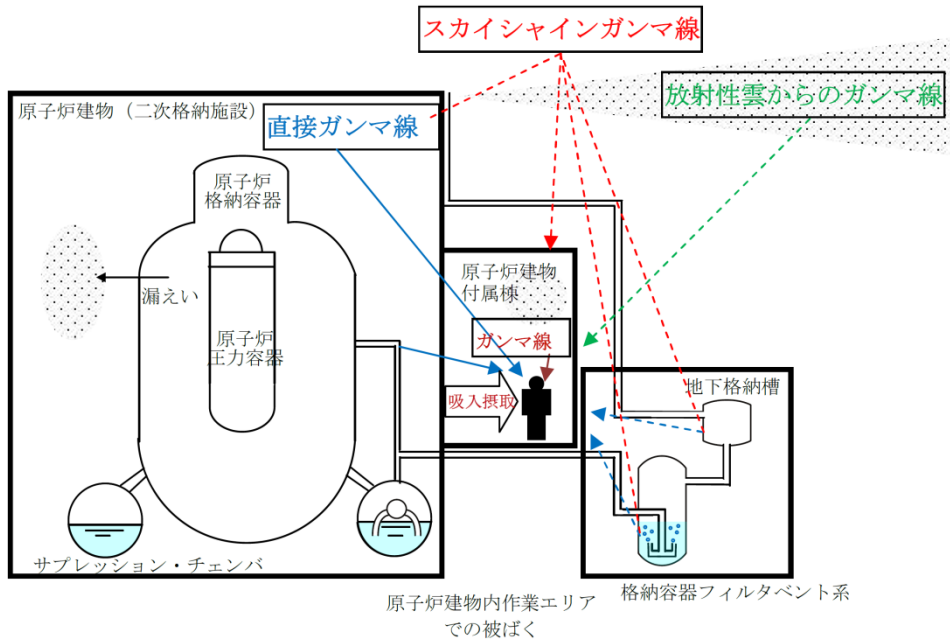 スカイシャインガンマ線
原子炉建物（二次格納施設）
直接ガンマ線
放射性雲からのガンマ線
原子炉
格納容器
原子炉建物
付属棟
漏えい
原子炉
圧力容器
ガンマ線
吸入摂取
地下格納槽
サプレッション・チェンバ
格納容器フィルタベント系
原子炉建物内作業エリア
での被ばく